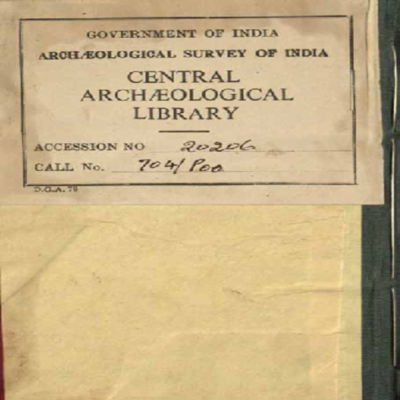 GOVERNMENT OF INDIA
ARCHÆOLOGICAL SURVEY OF INDIA
CENTRAL
ARCHÆOLOGICAL
LIBRARY
ACCESSION NO 20206
CALL No. 704/Poo
D.G.A. 79